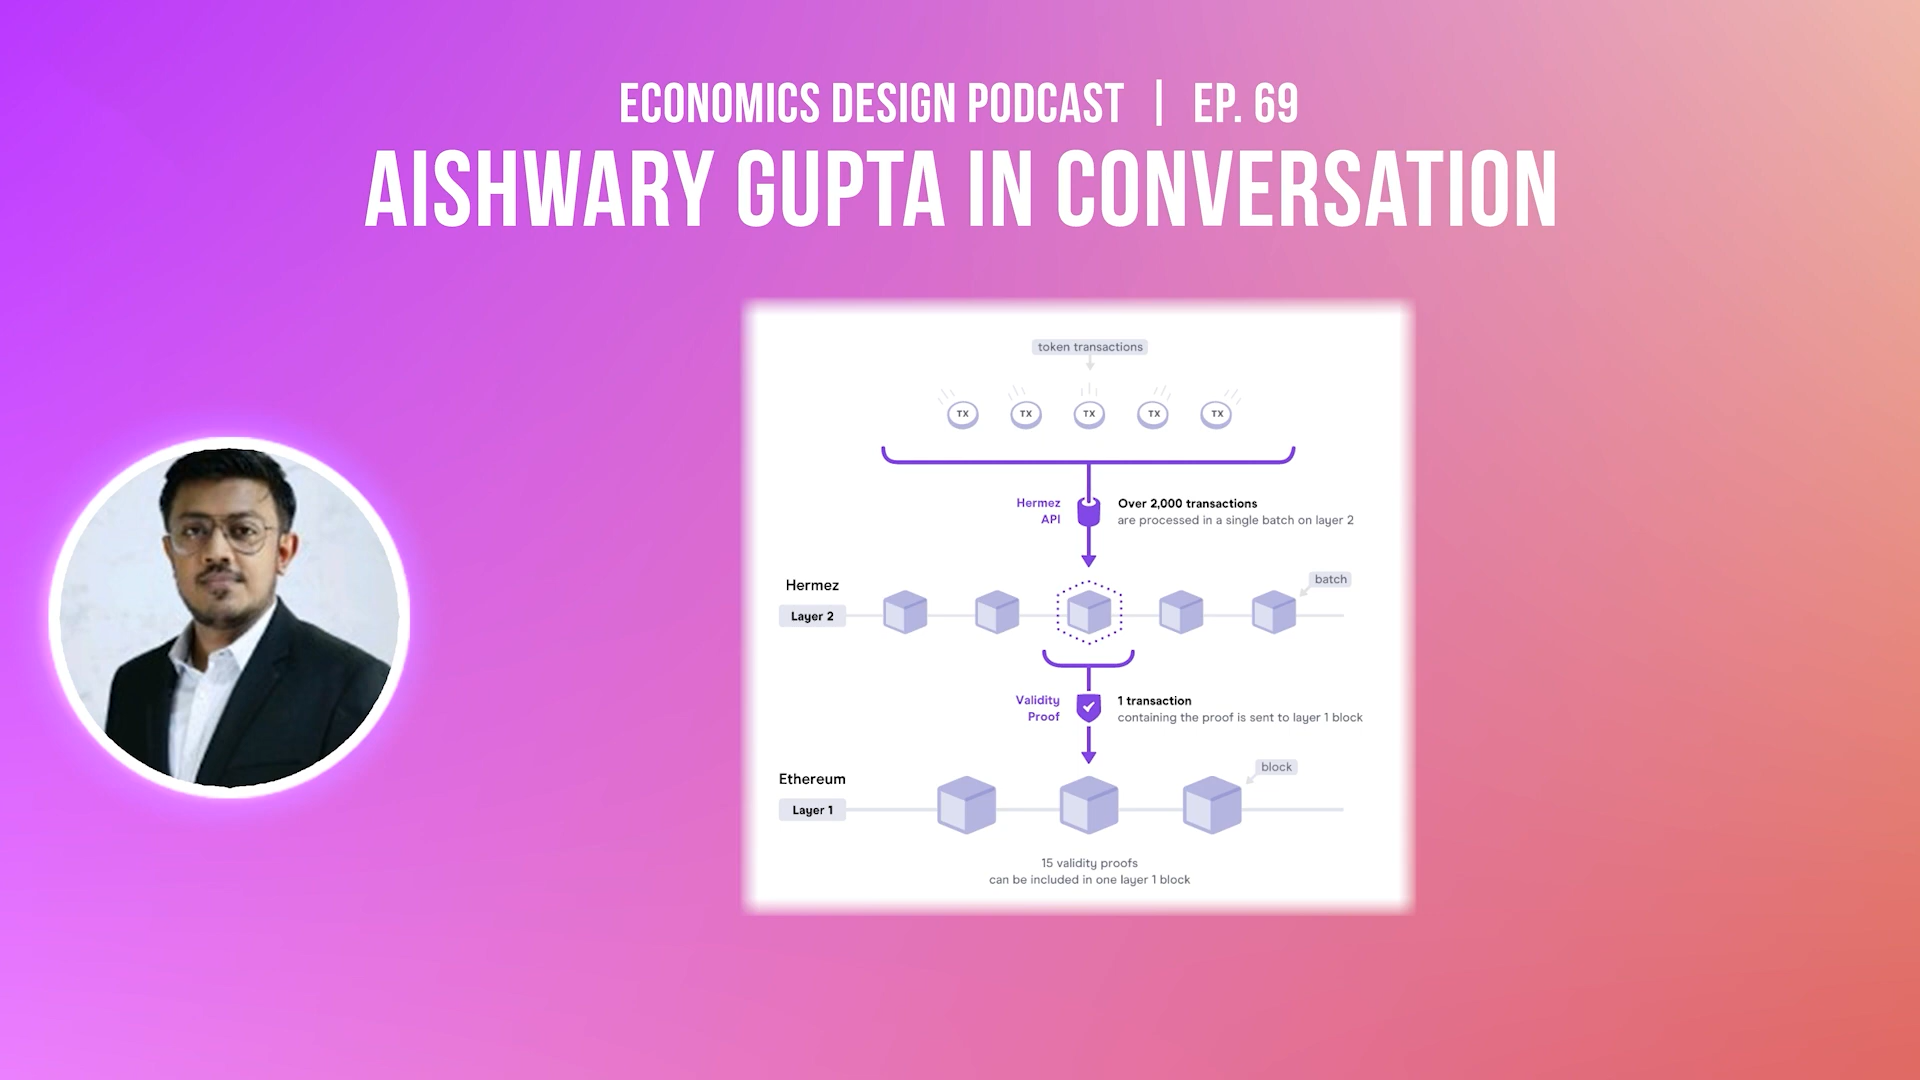 ECONOMICS DESIGN PODCAST | EP. 69
AISHWARY GUPTA IN CONVERSATION
token transactions
TX TX TX TX TX
Hermez
API
Over 2,000 transactions
are processed in a single batch on layer 2
batch
Hermez
Layer 2
Validity
Proof
1 transaction
containing the proof is sent to layer 1 block
block
Ethereum
Layer 1
15 validity proofs
can be included in one layer 1 block